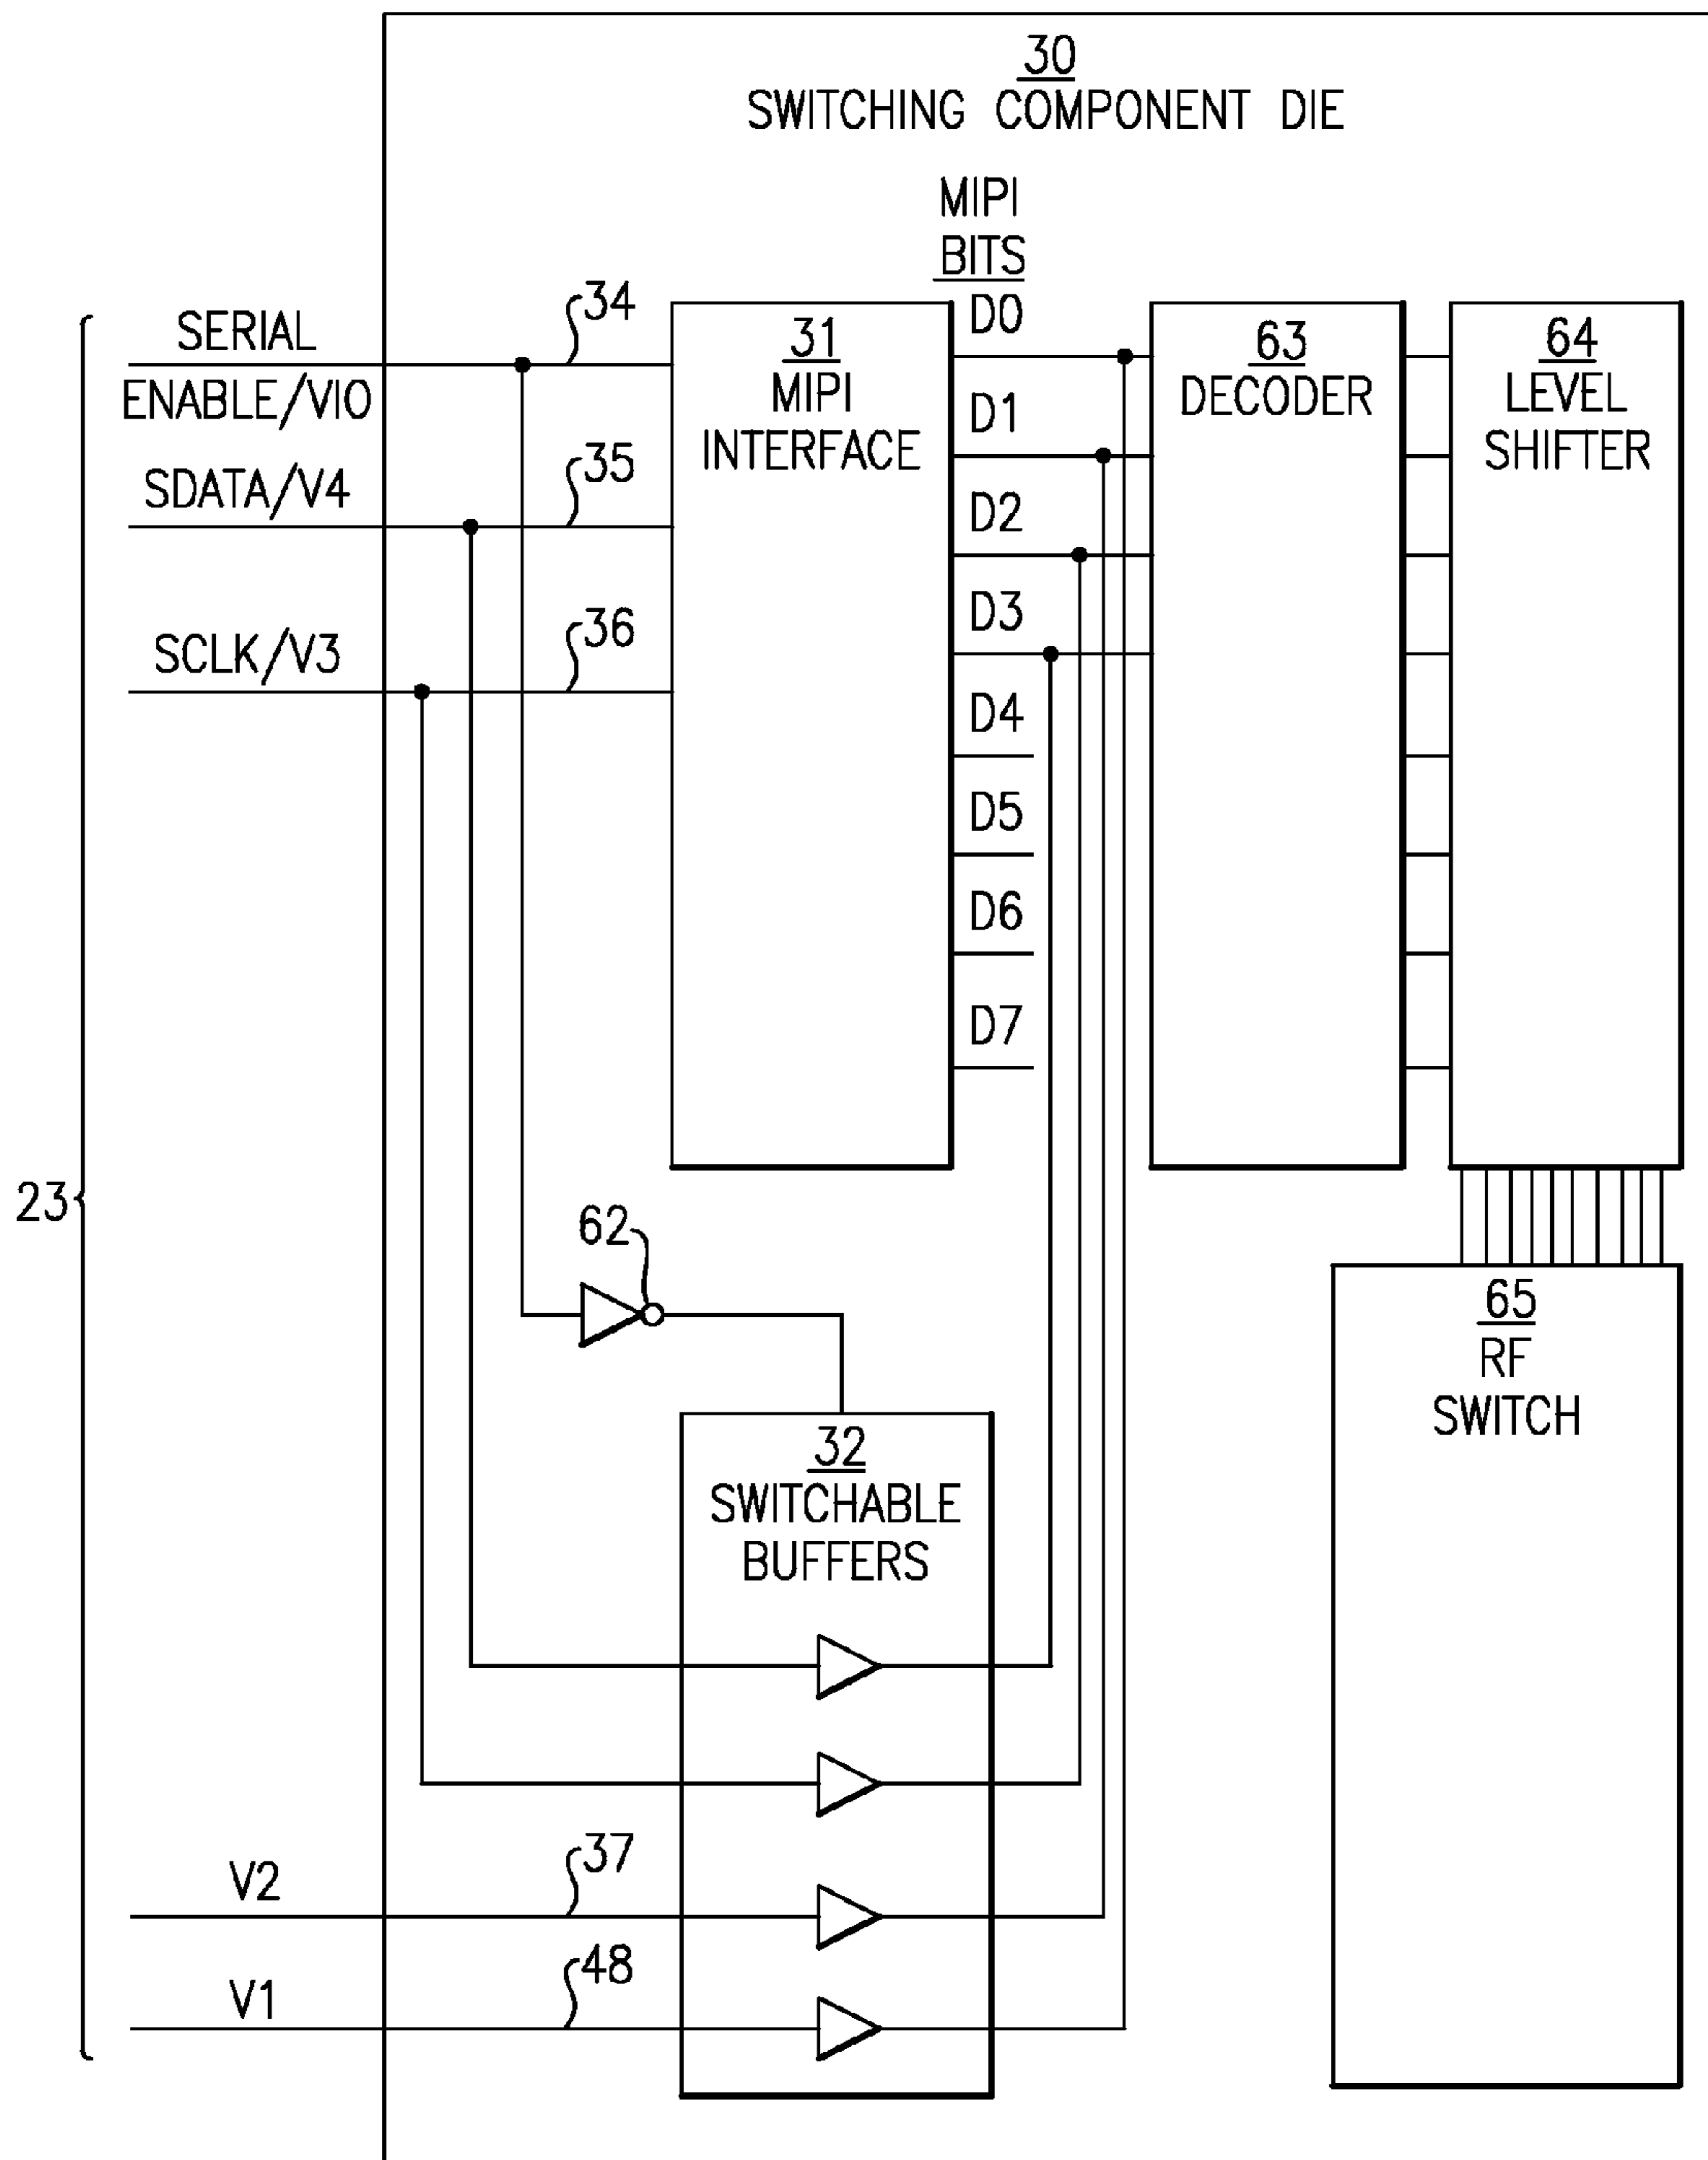 30
SWITCHING COMPONENT DIE
MIPI
BITS
SERIAL
ENABLE/VIO
34
SDATA/V4
35
SCLK/V3
36
31
MIPI
INTERFACE
D0
D1
D2
D3
D4
D5
D6
D7
63
DECODER
64
LEVEL
SHIFTER
23
62
65
RF
SWITCH
32
SWITCHABLE
BUFFERS
V2
37
V1
48